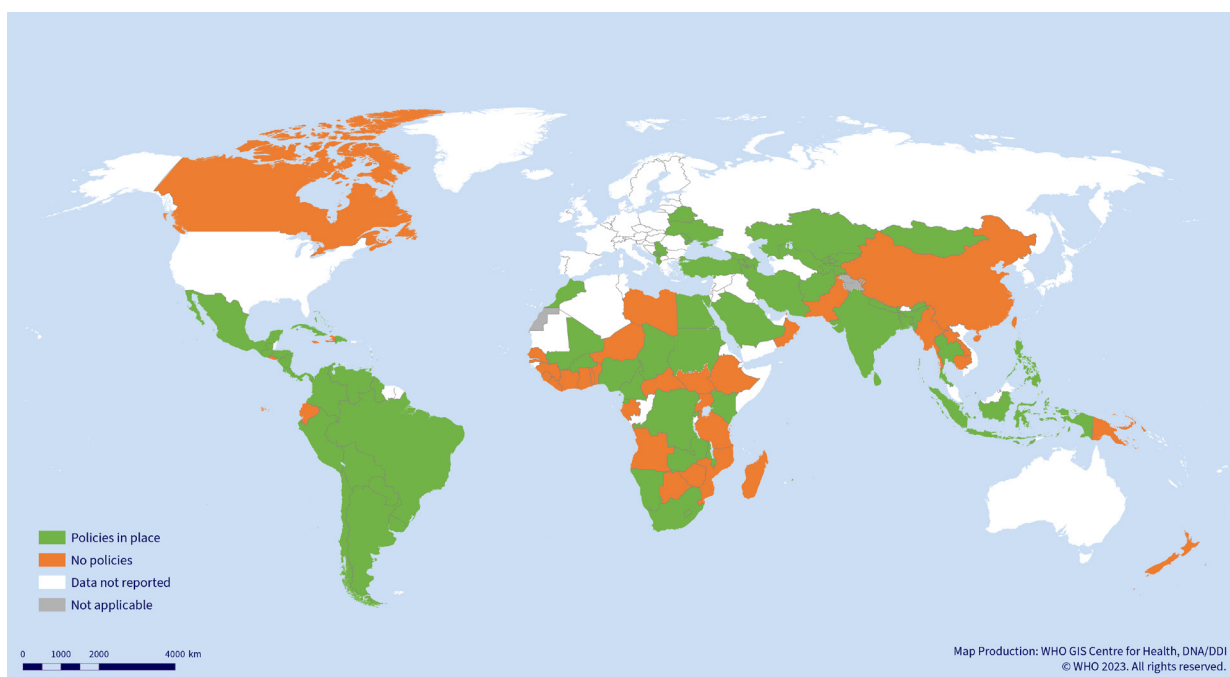 Policies in place
No policies
Data not reported
Not applicable
0 1000 2000 4000 km
Map Production: WHO GIS Centre for Health, DNA/DDI
© WHO 2023. All rights reserved.